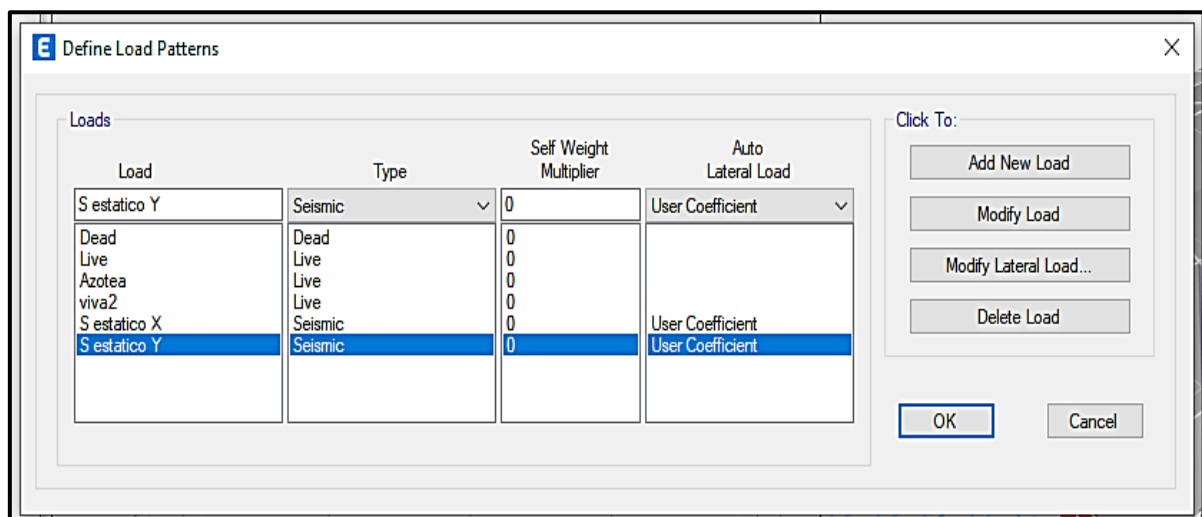 E Define Load Patterns
Loads
Click To:
Load Type Self Weight Multiplier Auto Lateral Load
S estatico Y Seismic 0 User Coefficient
Dead Dead 0
Live Live 0
Azotea Live 0
viva2 Live 0
S estatico X Seismic 0 User Coefficient
S estatico Y Seismic 0 User Coefficient
Add New Load
Modify Load
Modify Lateral Load...
Delete Load
OK Cancel